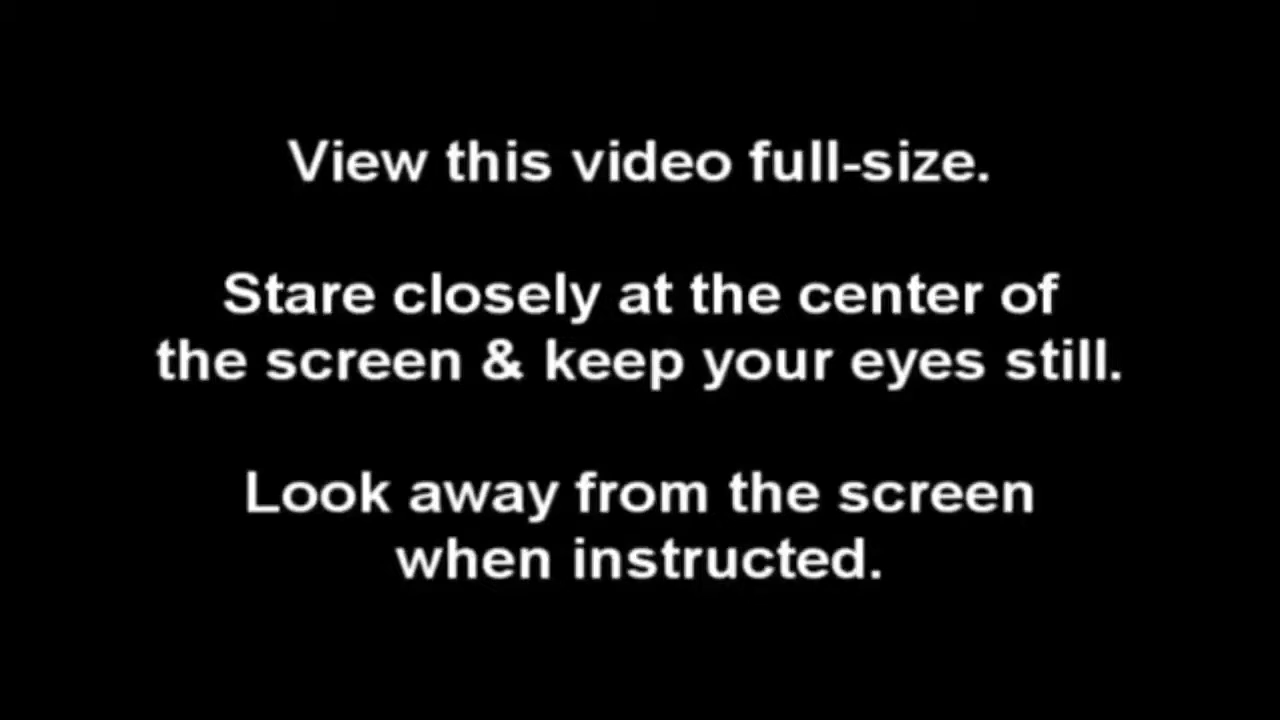 View this video full-size.
Stare closely at the center of
the screen & keep your eyes still.
Look away from the screen
when instructed.